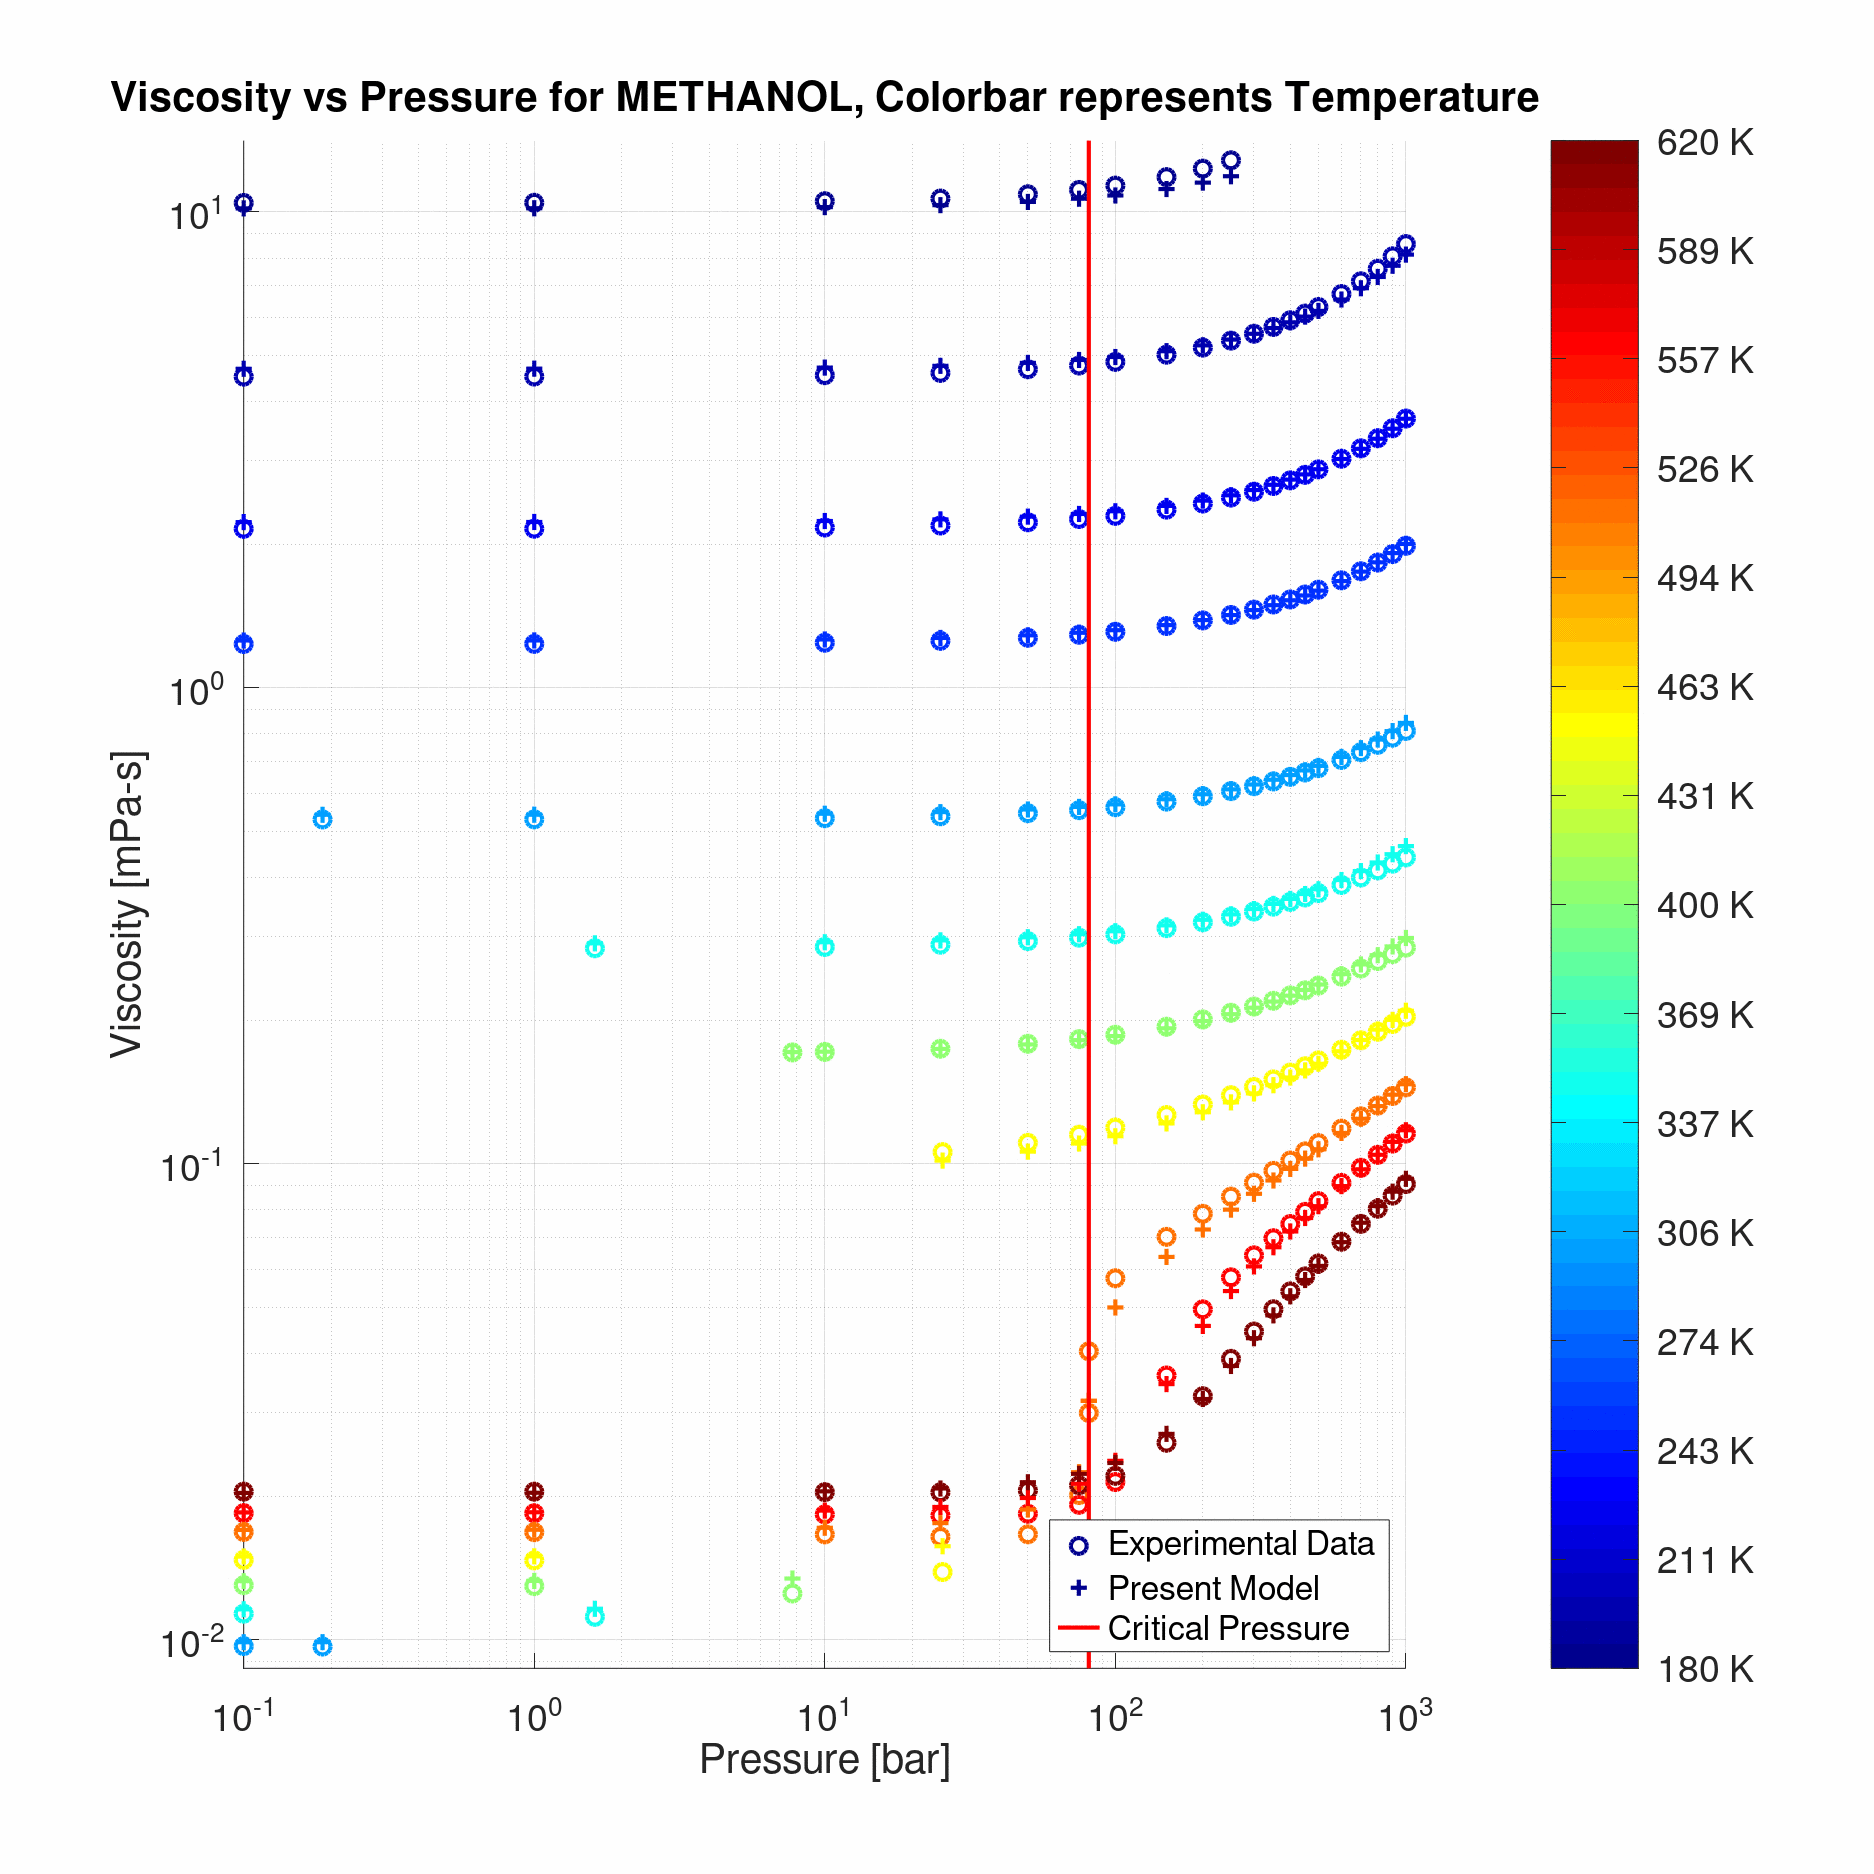 Viscosity vs Pressure for METHANOL, Colorbar represents Temperature
Viscosity [mPa-s]
10^1
10^0
10^-1
10^-2
10^-1 10^0 10^1 10^2 10^3
Pressure [bar]
Experimental Data
Present Model
Critical Pressure
620 K
589 K
557 K
526 K
494 K
463 K
431 K
400 K
369 K
337 K
306 K
274 K
243 K
211 K
180 K